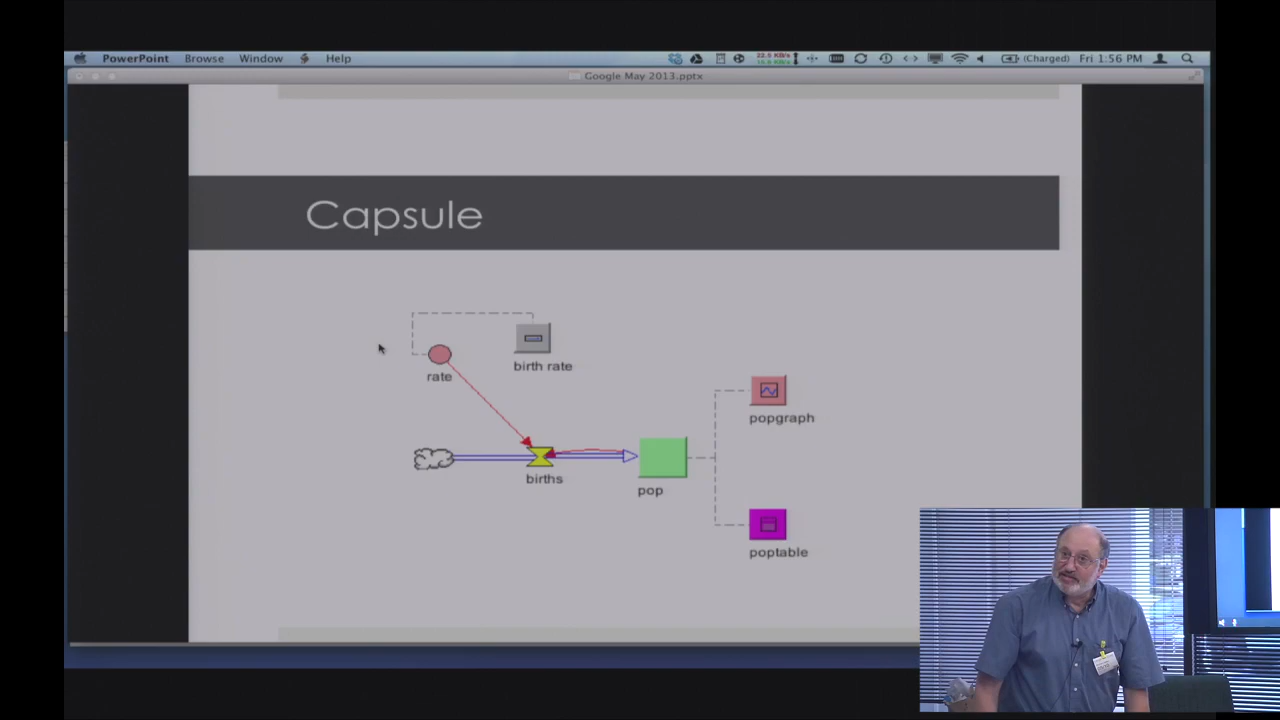 PowerPoint Browse Window Help (Charged) Fri 1:56 PM
Google May 2013.pptx
Capsule
birth rate
rate
popgraph
births
pop
poptable